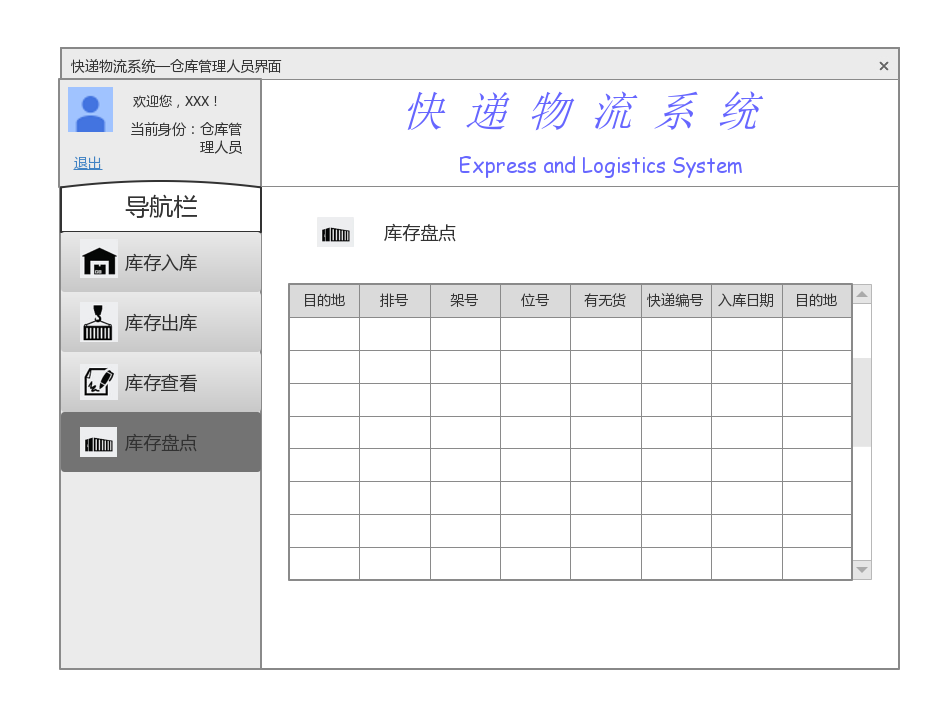 快递物流系统—仓库管理人员界面
欢迎您，XXX！
当前身份：仓库管
理人员
退出
快递物流系统
Express and Logistics System
导航栏
库存入库
库存出库
库存查看
库存盘点
库存盘点
目的地 排号 架号 位号 有无货 快递编号 入库日期 目的地